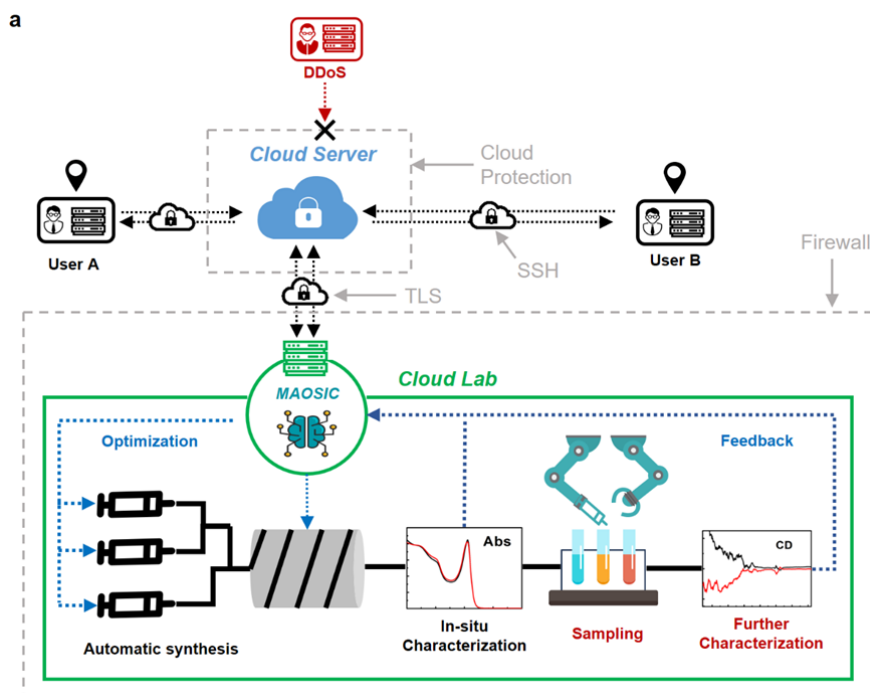 a
DDoS
Cloud Server
Cloud
Protection
User A
User B
SSH
Firewall
TLS
MAOSIC
Cloud Lab
Optimization
Feedback
Abs
CD
Automatic synthesis
In-situ
Characterization
Sampling
Further
Characterization